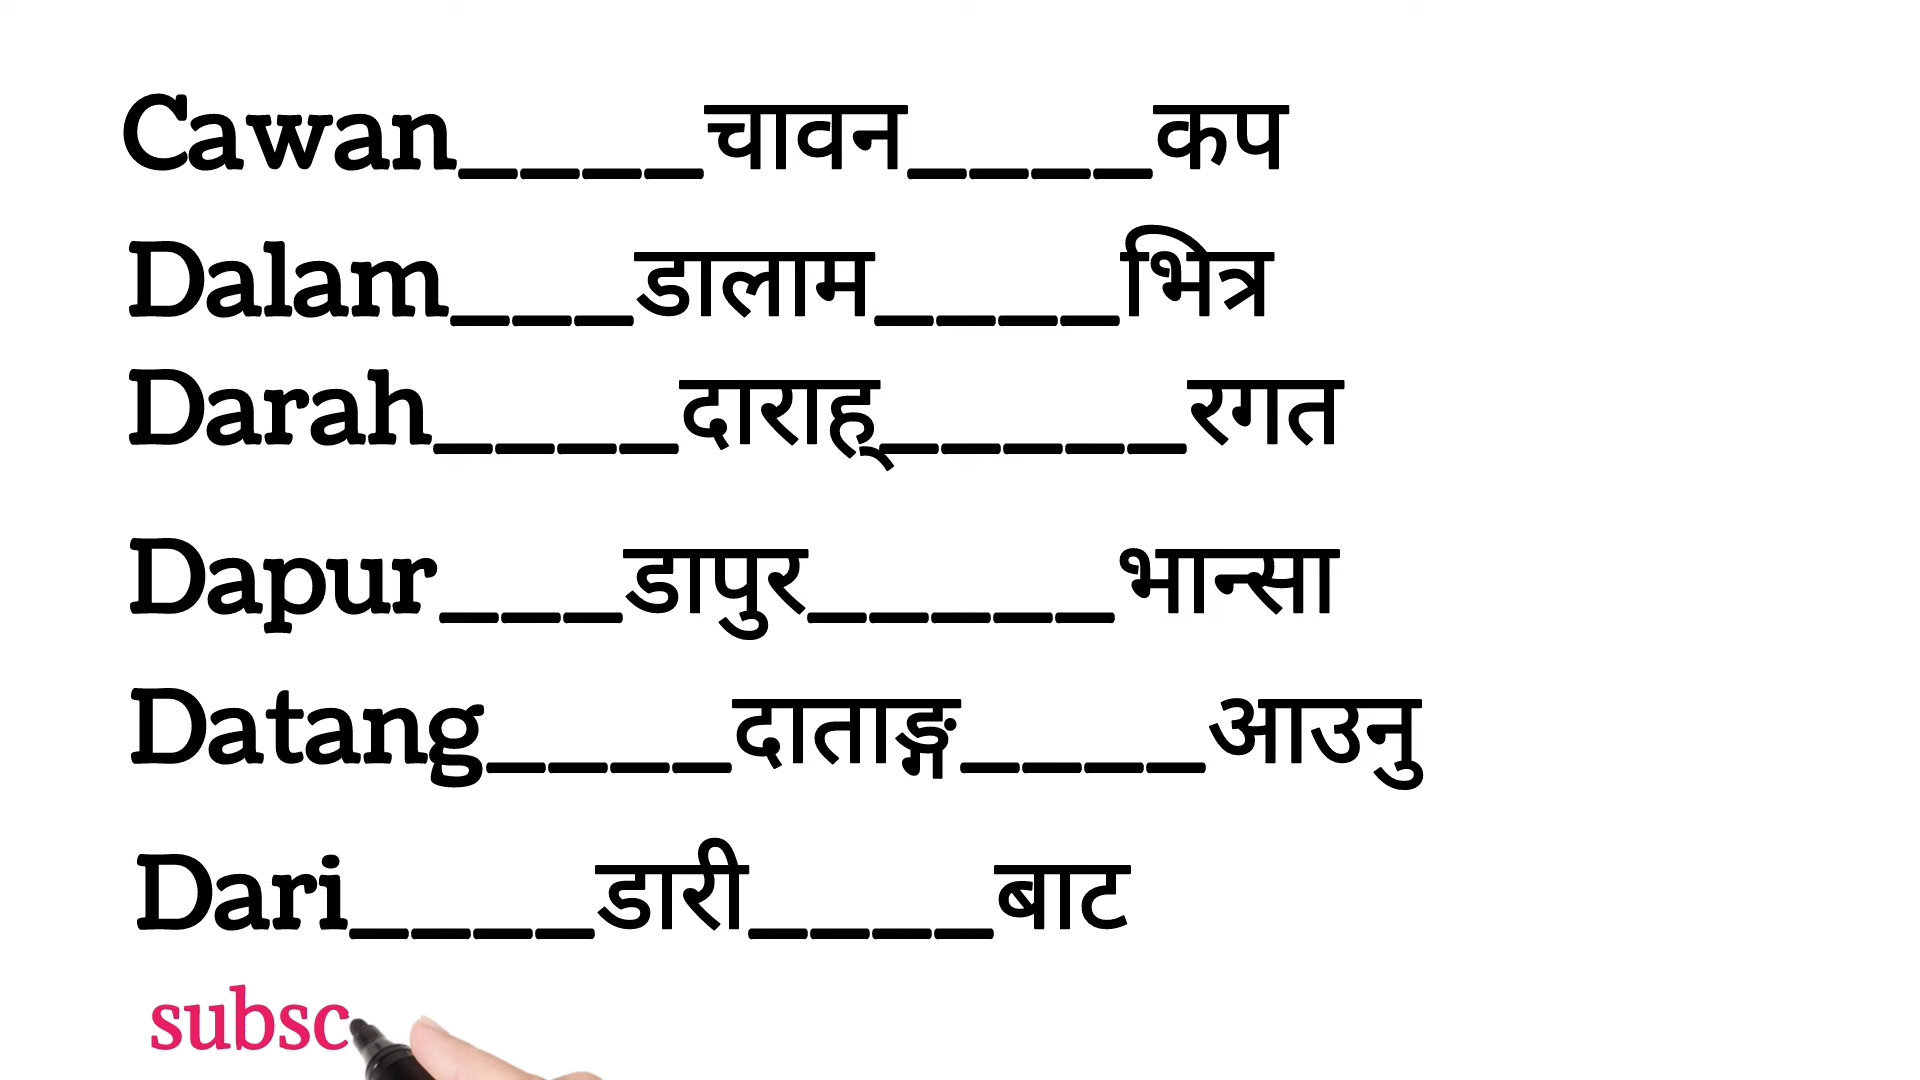 Cawan____चावन____कप
Dalam___डालाम____भित्र
Darah____दाराह्_____रगत
Dapur___डापुर_____भान्सा
Datang____दाताङ्ग____आउनु
Dari____डारी____बाट
subsc